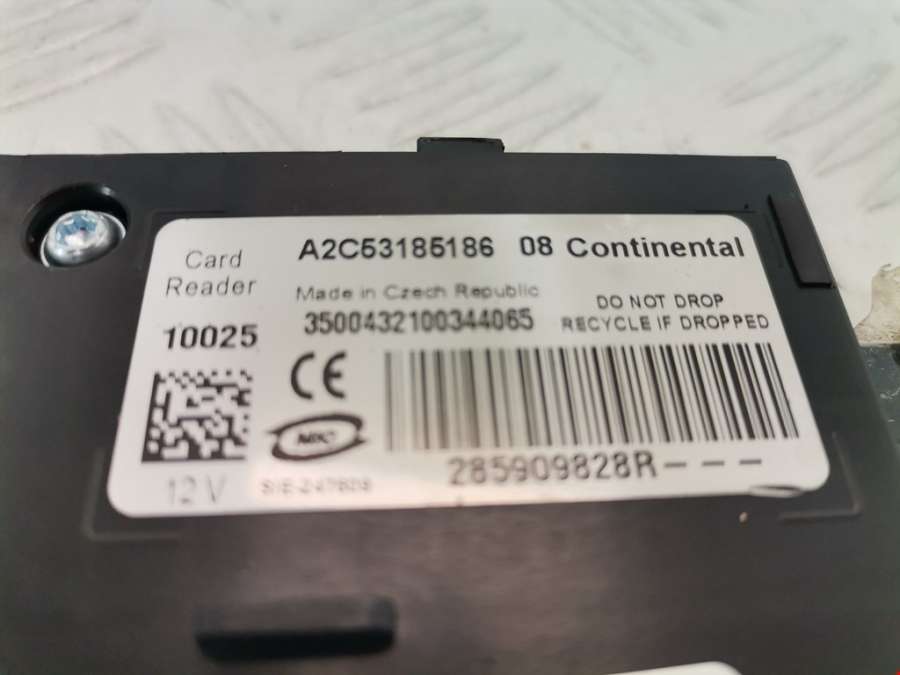 Card
Reader
10025
12 V
A2C53185186 08 Continental
Made in Czech Republic
3500432100344065
DO NOT DROP
RECYCLE IF DROPPED
CE
285909828R---